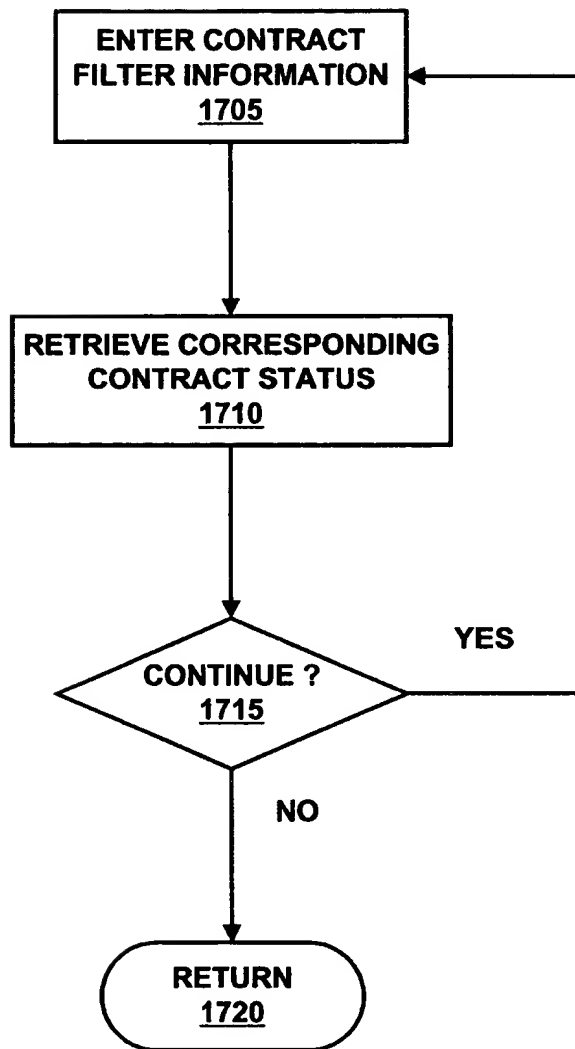 ENTER CONTRACT
FILTER INFORMATION
1705
RETRIEVE CORRESPONDING
CONTRACT STATUS
1710
CONTINUE ?
1715
YES
NO
RETURN
1720